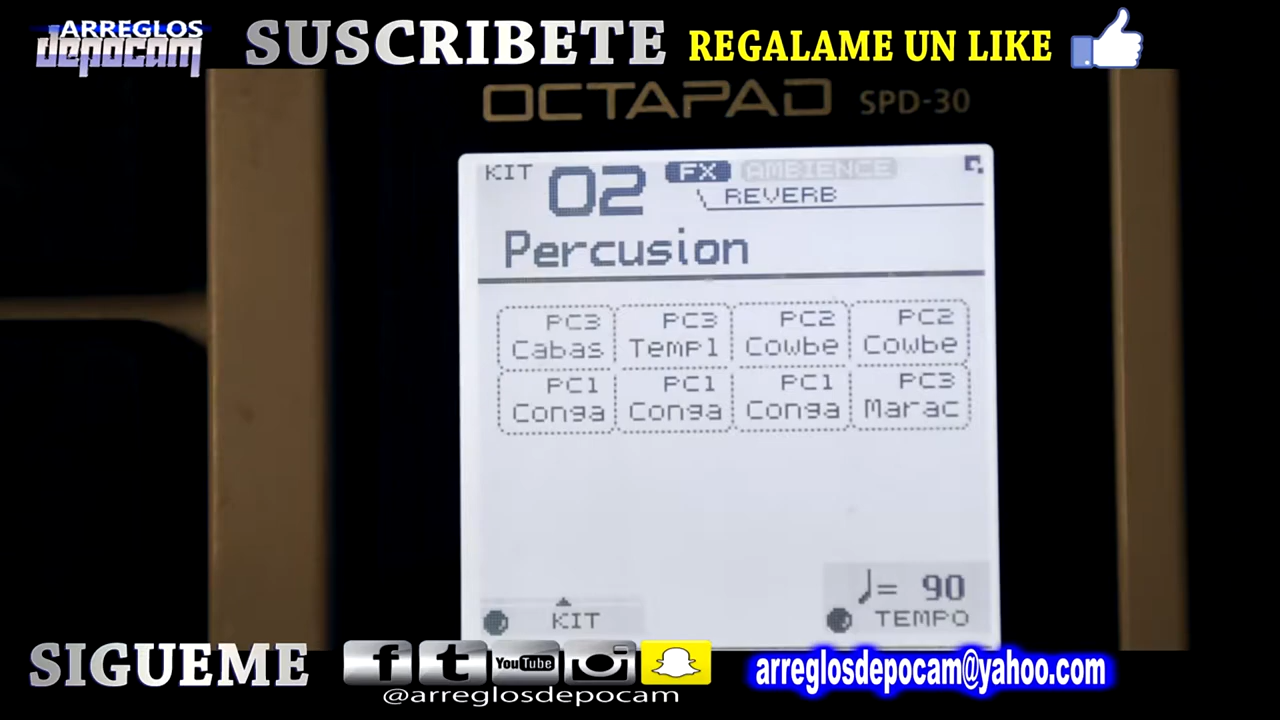 ARREGLOS
depocam
SUSCRIBETE
REGALAME UN LIKE
OCTAPAD SPD-30
KIT 02 FX AMBIENCE
REVERB
Percusion
PC3 PC3 PC2 PC2
Cabas Templ Cowbe Cowbe
PC1 PC1 PC1 PC3
Conga Conga Conga Marac
♩= 90
KIT TEMPO
SIGUEME
f t You Tube
@arreglosdepocam
arreglosdepocam@yahoo.com